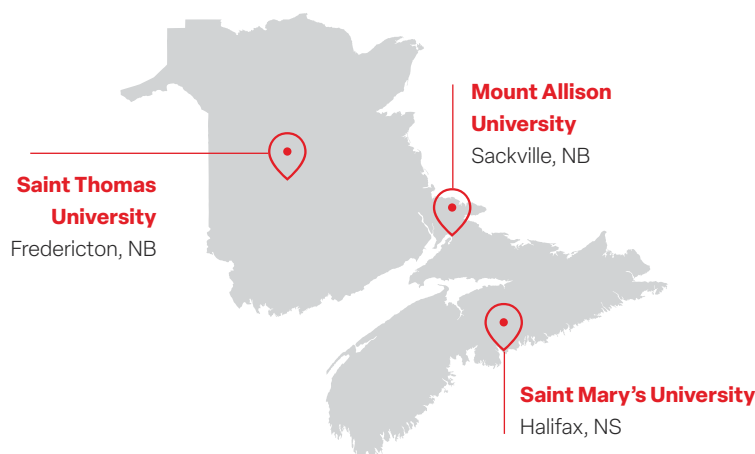 Mount Allison
University
Sackville, NB
Saint Thomas
University
Fredericton, NB
Saint Mary’s University
Halifax, NS